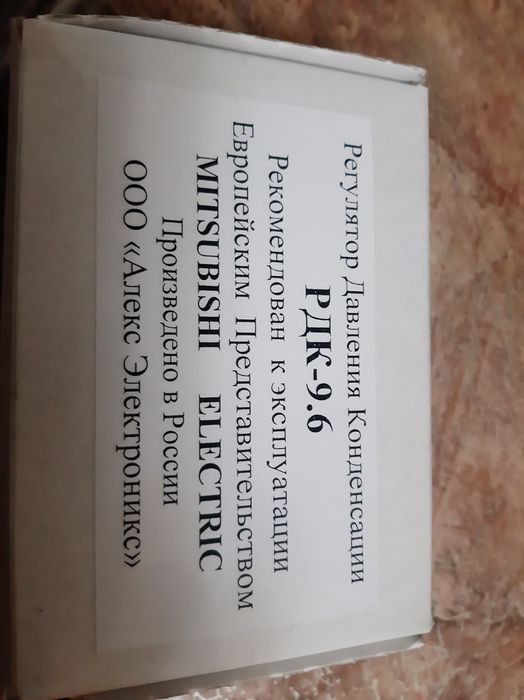 Регулятор Давления Конденсации
РДК-9.6
Рекомендован к эксплуатации
Европейским Представительством
MITSUBISHI ELECTRIC
Произведено в России
ООО «Алекс Электроникс»